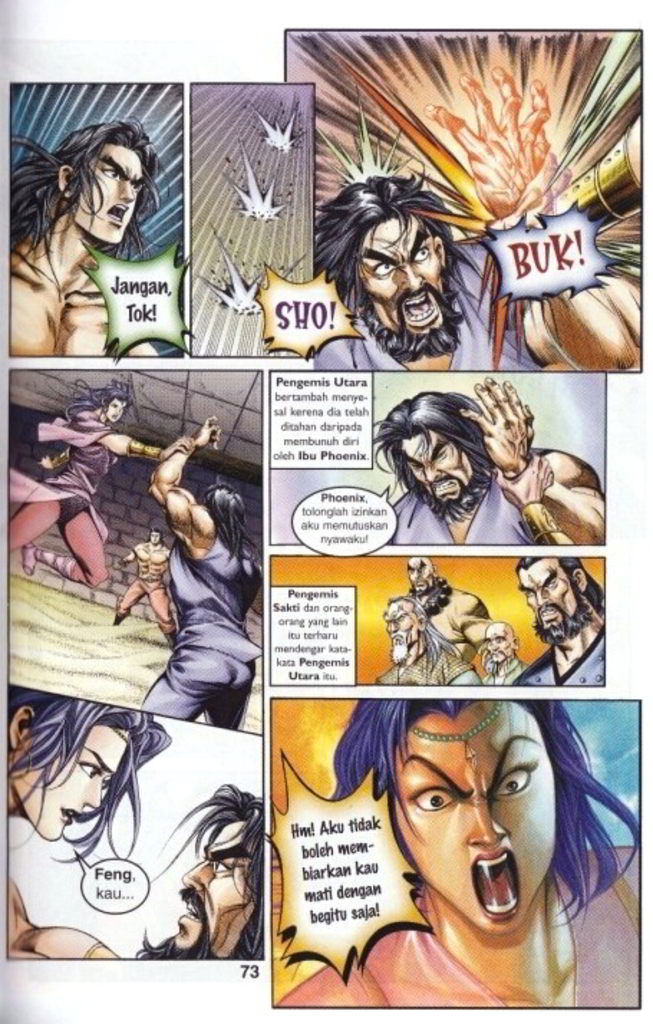 Jangan,
Tok!
SHO!
BUK!
Pengemis Utara
bertambah menye-
sal kerena dia telah
ditahan daripada
membunuh diri
oleh Ibu Phoenix.
Phoenix,
tolonglah izinkan
aku memutuskan
nyawaku!
Pengemis
Sakti dan orang-
orang yang lain
itu terharu
mendengar kata-
kata Pengemis
Utara itu.
Feng,
kau...
Hm! Aku tidak
boleh mem-
biarkan kau
mati dengan
begitu saja!
73